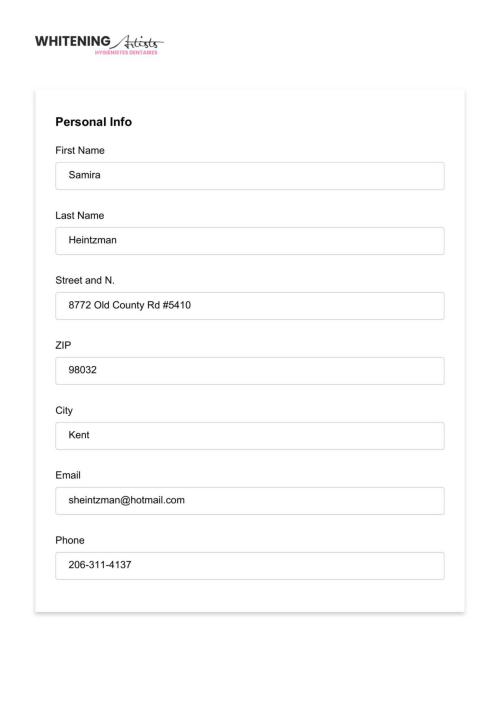 WHITENING Artists
HYGIÉNISTES DENTAIRES
Personal Info
First Name
Samira
Last Name
Heintzman
Street and N.
8772 Old County Rd #5410
ZIP
98032
City
Kent
Email
sheintzman@hotmail.com
Phone
206-311-4137